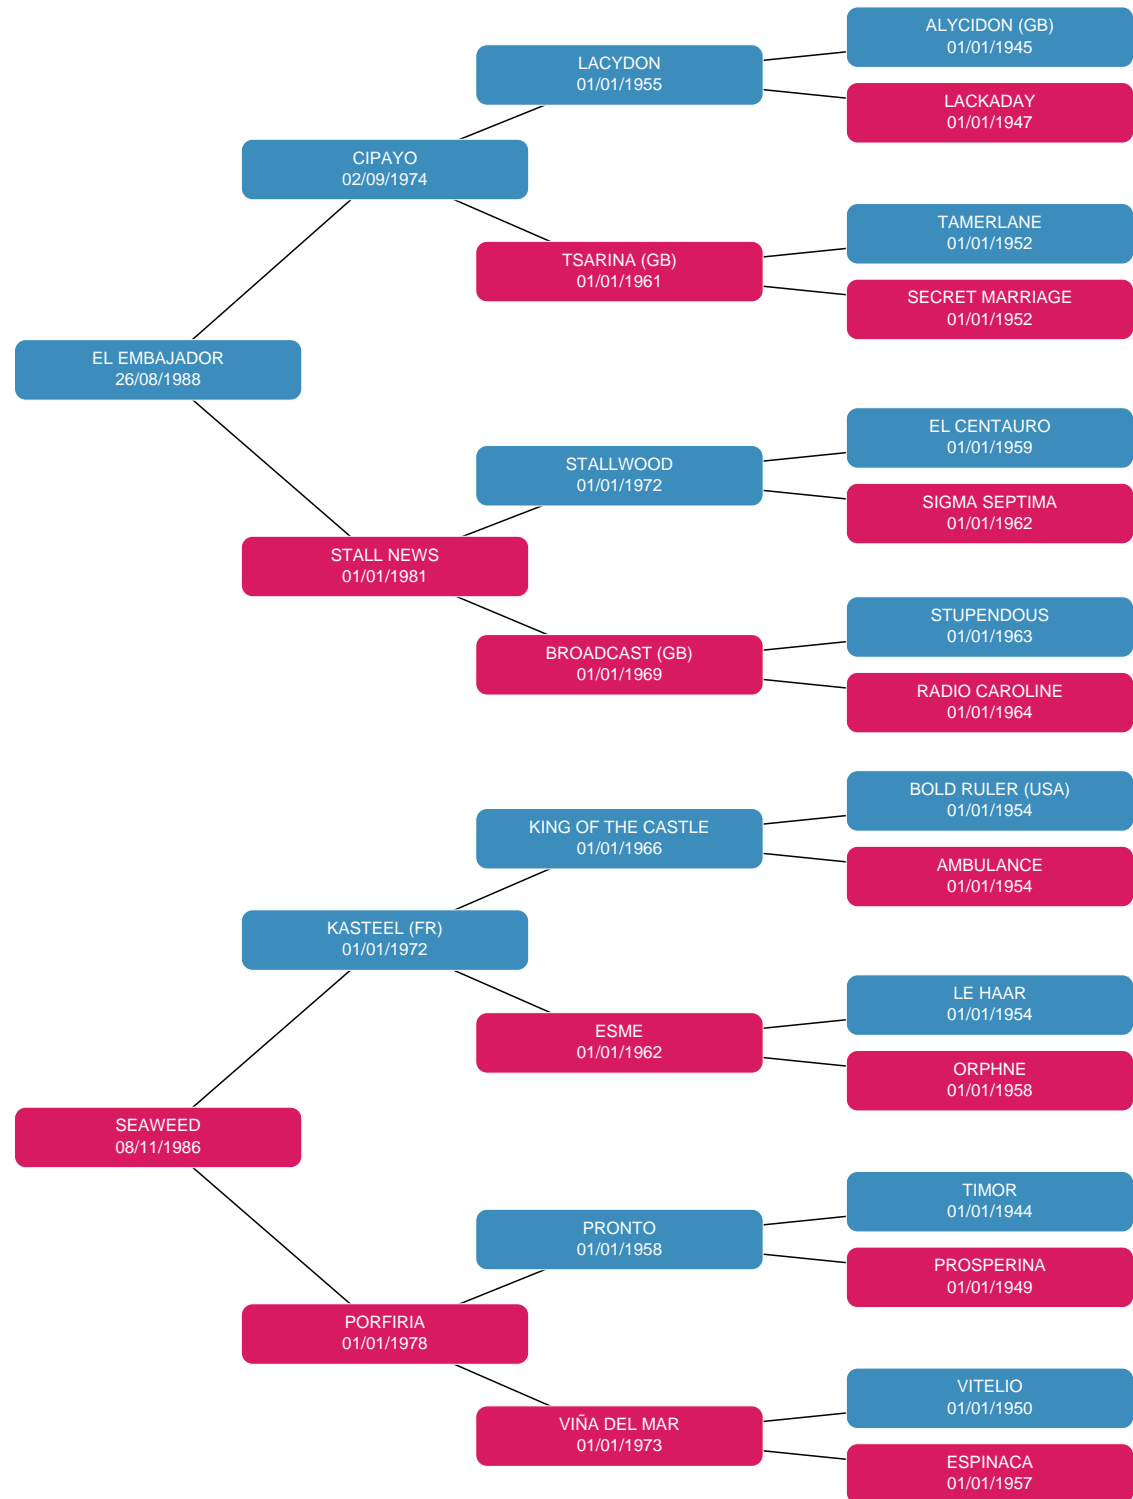 ALYCIDON (GB)
01/01/1945
LACYDON
01/01/1955
LACKADAY
01/01/1947
CIPAYO
02/09/1974
TAMERLANE
01/01/1952
TSARINA (GB)
01/01/1961
SECRET MARRIAGE
01/01/1952
EL EMBAJADOR
26/08/1988
EL CENTAURO
01/01/1959
STALLWOOD
01/01/1972
SIGMA SEPTIMA
01/01/1962
STALL NEWS
01/01/1981
STUPENDOUS
01/01/1963
BROADCAST (GB)
01/01/1969
RADIO CAROLINE
01/01/1964
BOLD RULER (USA)
01/01/1954
KING OF THE CASTLE
01/01/1966
AMBULANCE
01/01/1954
KASTEEL (FR)
01/01/1972
LE HAAR
01/01/1954
ESME
01/01/1962
ORPHNE
01/01/1958
SEAWEED
08/11/1986
TIMOR
01/01/1944
PRONTO
01/01/1958
PROSPERINA
01/01/1949
PORFIRIA
01/01/1978
VITELIO
01/01/1950
VIÑA DEL MAR
01/01/1973
ESPINACA
01/01/1957